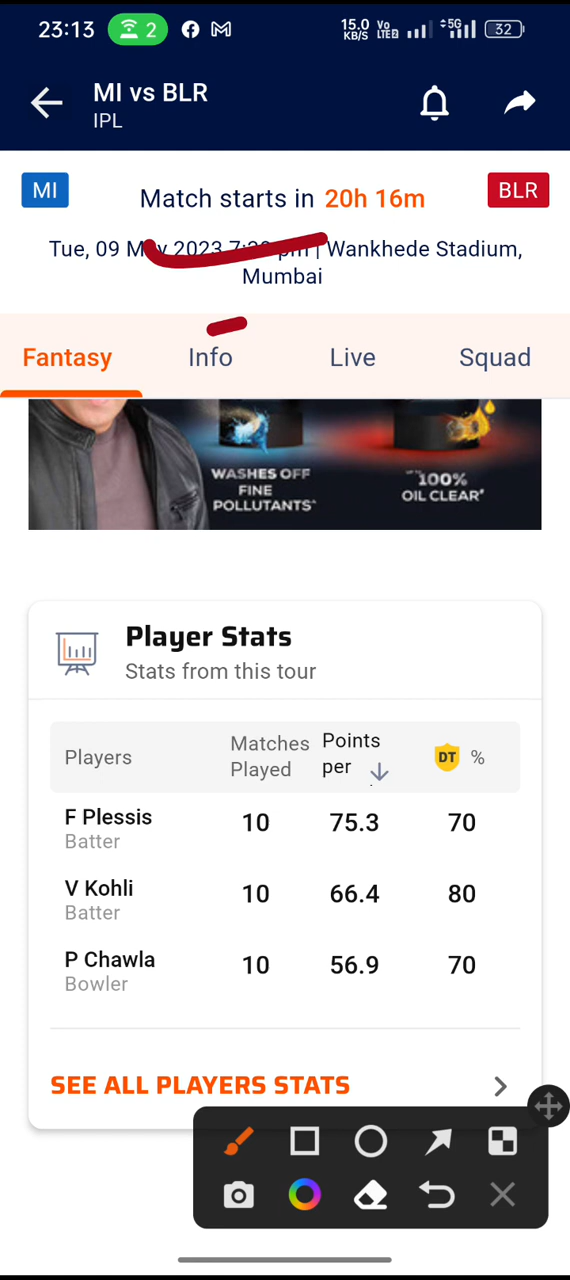 23:13 2 15.0 KB/S Vo LTE2 5G 32
MI vs BLR
IPL
MI
Match starts in 20h 16m
BLR
Tue, 09 May 2023 pm | Wankhede Stadium,
Mumbai
Fantasy Info Live Squad
WASHES OFF
FINE
POLLUTANTS^
100%
OIL CLEAR#
Player Stats
Stats from this tour
Players Matches Played Points per DT %
F Plessis 10 75.3 70
Batter
V Kohli 10 66.4 80
Batter
P Chawla 10 56.9 70
Bowler
SEE ALL PLAYERS STATS